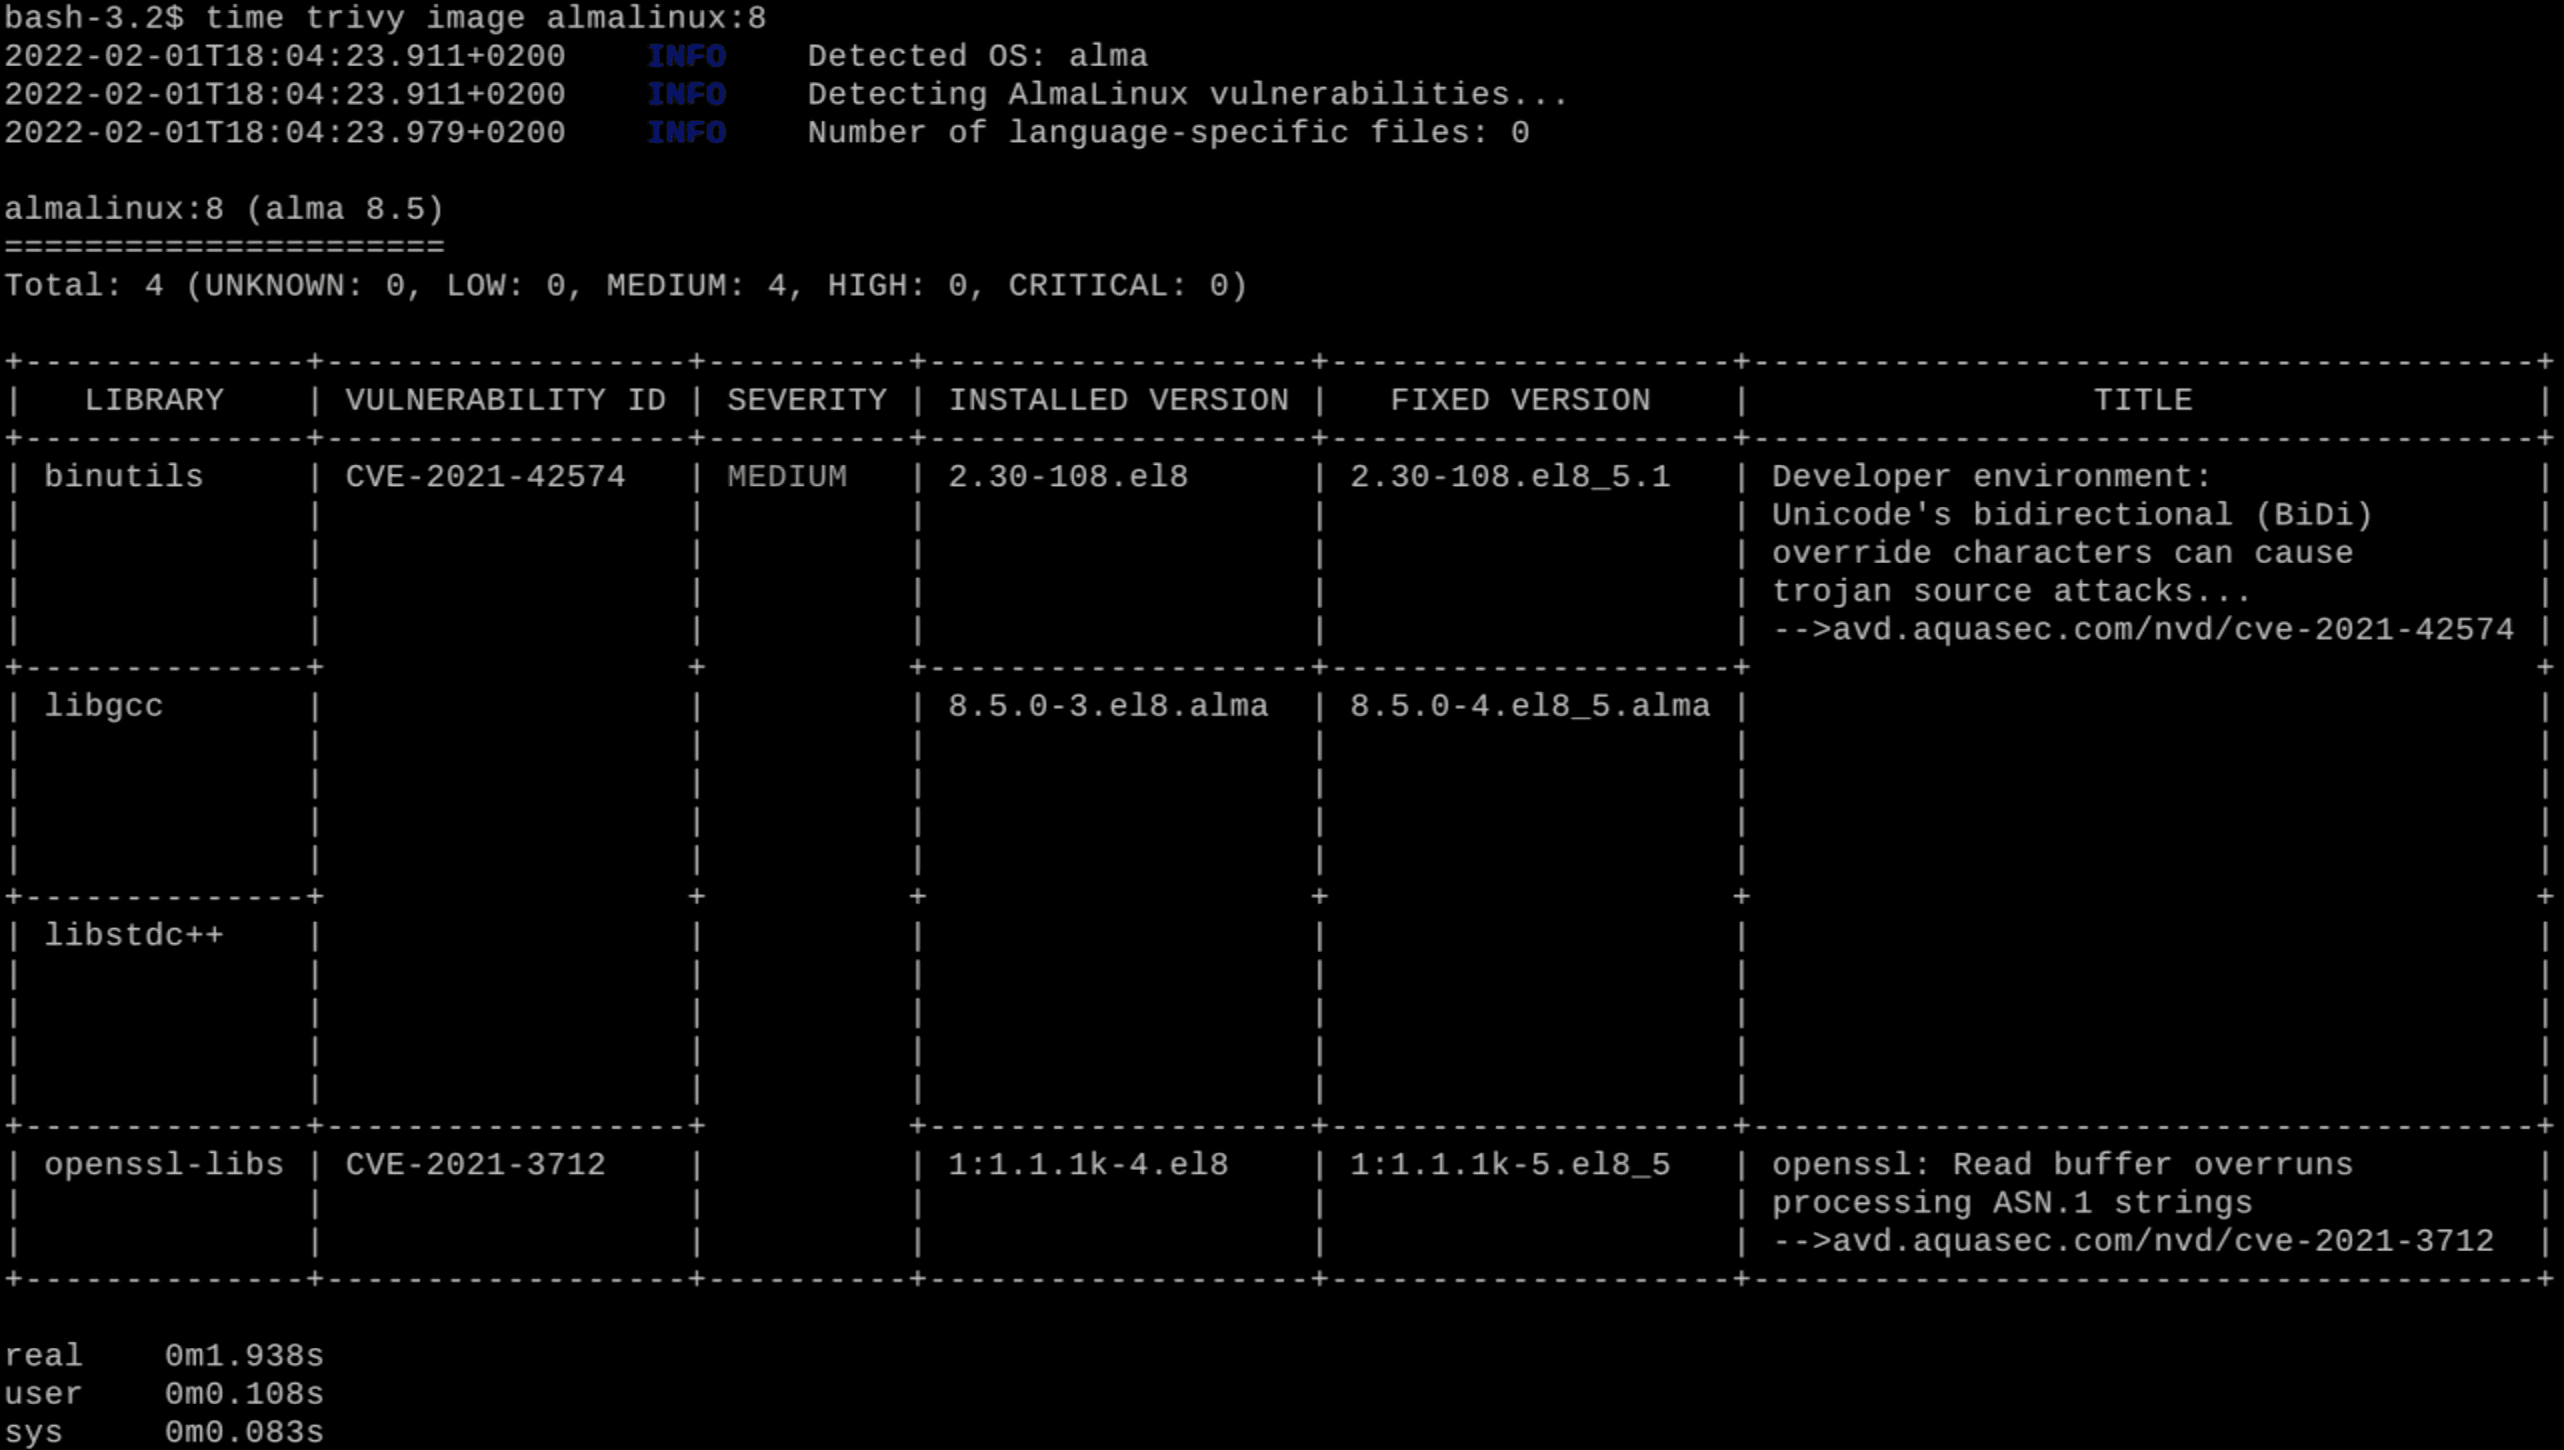 bash-3.2$ time trivy image almalinux:8
2022-02-01T18:04:23.911+0200    INFO    Detected OS: alma
2022-02-01T18:04:23.911+0200    INFO    Detecting AlmaLinux vulnerabilities...
2022-02-01T18:04:23.979+0200    INFO    Number of language-specific files: 0
almalinux:8 (alma 8.5)
======================
Total: 4 (UNKNOWN: 0, LOW: 0, MEDIUM: 4, HIGH: 0, CRITICAL: 0)
| LIBRARY | VULNERABILITY ID | SEVERITY | INSTALLED VERSION | FIXED VERSION | TITLE |
| binutils | CVE-2021-42574 | MEDIUM | 2.30-108.el8 | 2.30-108.el8_5.1 | Developer environment: |
Unicode's bidirectional (BiDi)
override characters can cause
trojan source attacks...
-->avd.aquasec.com/nvd/cve-2021-42574
| libgcc | 8.5.0-3.el8.alma | 8.5.0-4.el8_5.alma |
| libstdc++ |
| openssl-libs | CVE-2021-3712 | 1:1.1.1k-4.el8 | 1:1.1.1k-5.el8_5 | openssl: Read buffer overruns |
processing ASN.1 strings
-->avd.aquasec.com/nvd/cve-2021-3712
real    0m1.938s
user    0m0.108s
sys     0m0.083s